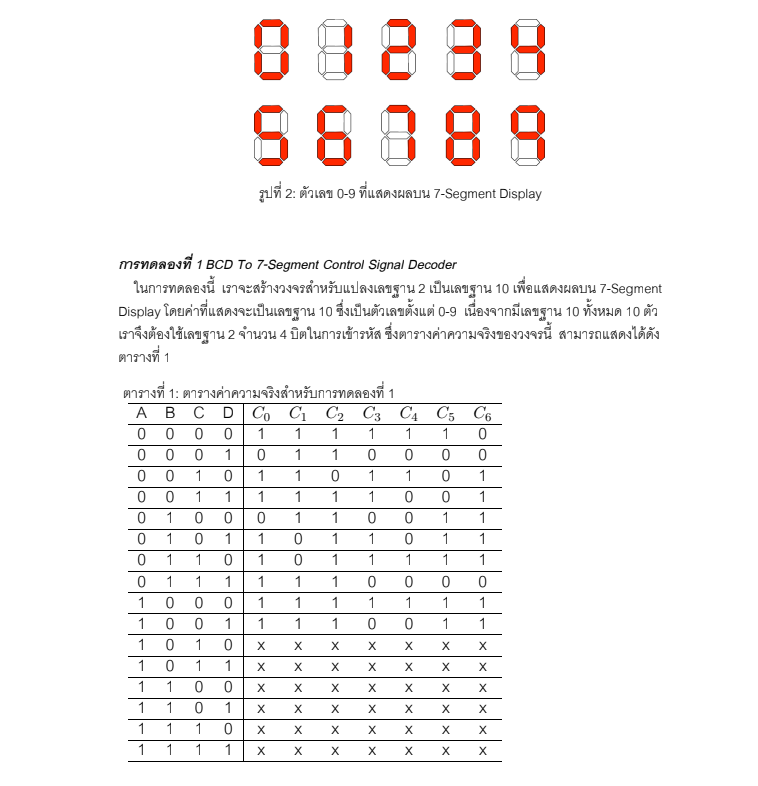 0 1 2 3 4
5 6 7 8 9
รูปที่ 2: ตัวเลข 0-9 ที่แสดงผลบน 7-Segment Display
การทดลองที่ 1 BCD To 7-Segment Control Signal Decoder
ในการทดลองนี้ เราจะสร้างวงจรสำหรับแปลงเลขฐาน 2 เป็นเลขฐาน 10 เพื่อแสดงผลบน 7-Segment
Display โดยค่าที่แสดงจะเป็นเลขฐาน 10 ซึ่งเป็นตัวเลขตั้งแต่ 0-9 เนื่องจากมีเลขฐาน 10 ทั้งหมด 10 ตัว
เราจึงต้องใช้เลขฐาน 2 จำนวน 4 บิตในการเข้ารหัส ซึ่งตารางค่าความจริงของวงจรนี้ สามารถแสดงได้ดัง
ตารางที่ 1
ตารางที่ 1: ตารางค่าความจริงสำหรับการทดลองที่ 1
A B C D C0 C1 C2 C3 C4 C5 C6
0 0 0 0 1 1 1 1 1 1 0
0 0 0 1 0 1 1 0 0 0 0
0 0 1 0 1 1 0 1 1 0 1
0 0 1 1 1 1 1 1 0 0 1
0 1 0 0 0 1 1 0 0 1 1
0 1 0 1 1 0 1 1 0 1 1
0 1 1 0 1 0 1 1 1 1 1
0 1 1 1 1 1 1 0 0 0 0
1 0 0 0 1 1 1 1 1 1 1
1 0 0 1 1 1 1 0 0 1 1
1 0 1 0 x x x x x x x
1 0 1 1 x x x x x x x
1 1 0 0 x x x x x x x
1 1 0 1 x x x x x x x
1 1 1 0 x x x x x x x
1 1 1 1 x x x x x x x